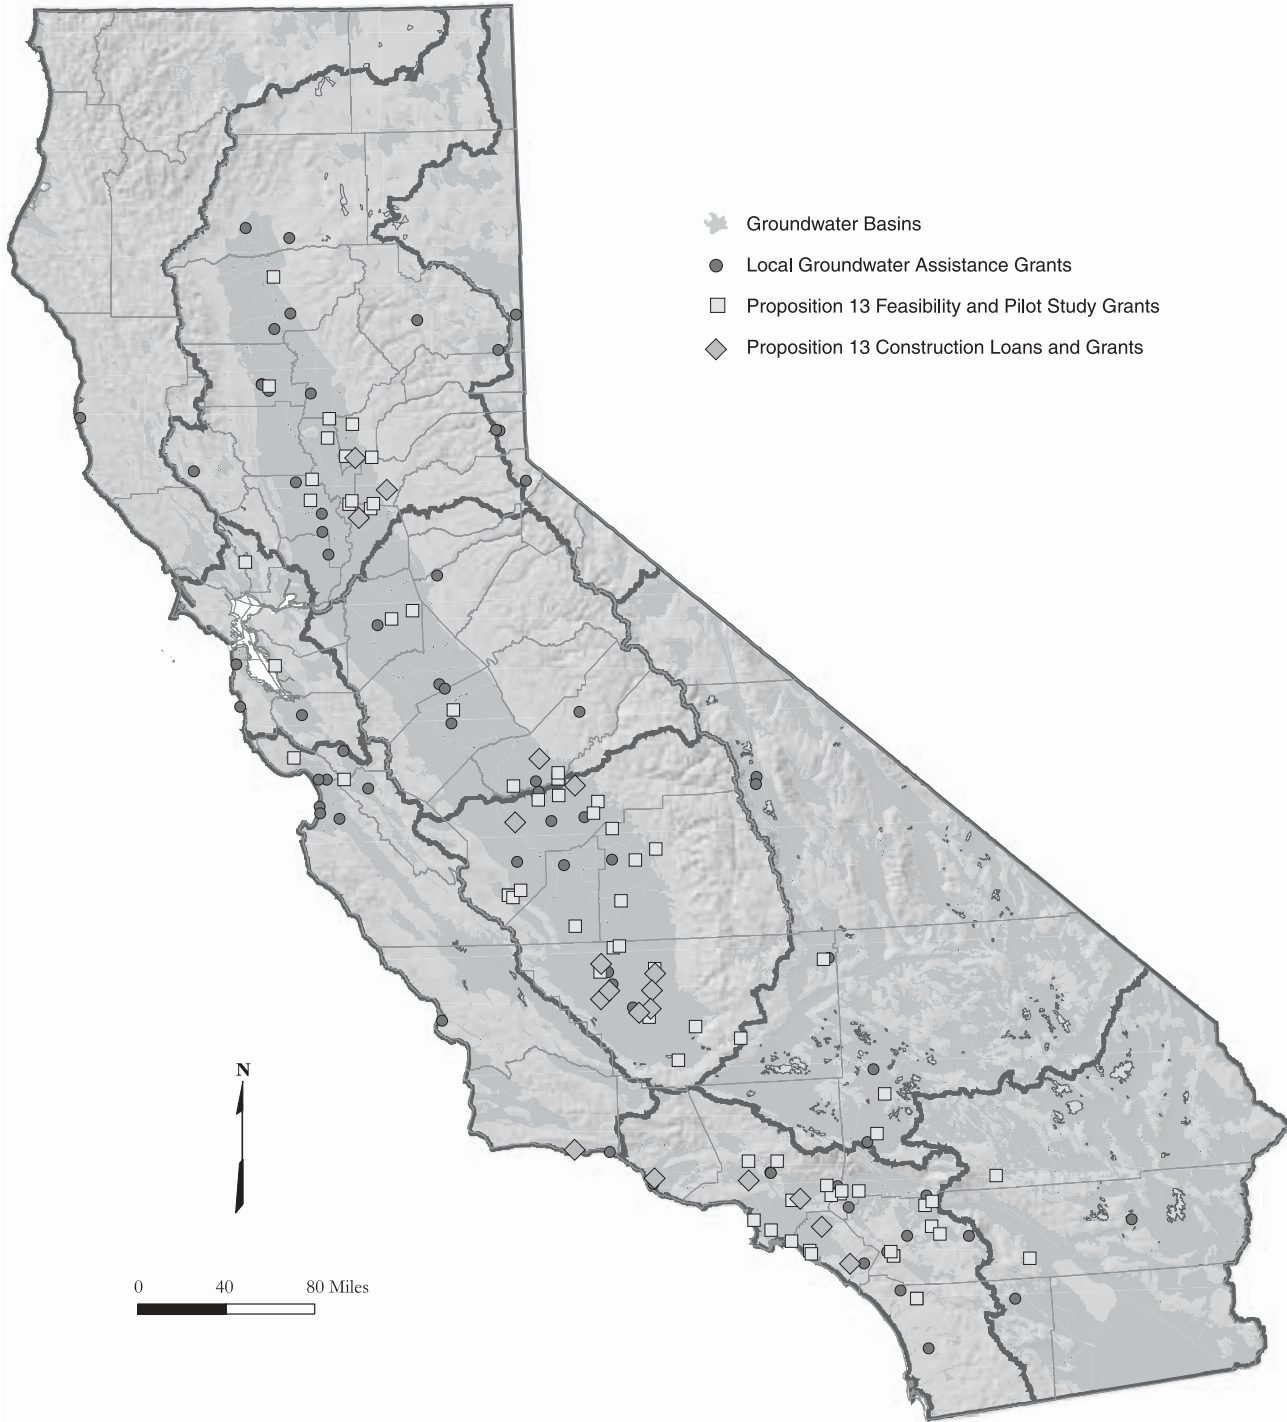 Groundwater Basins
Local Groundwater Assistance Grants
Proposition 13 Feasibility and Pilot Study Grants
Proposition 13 Construction Loans and Grants
N
0 40 80 Miles